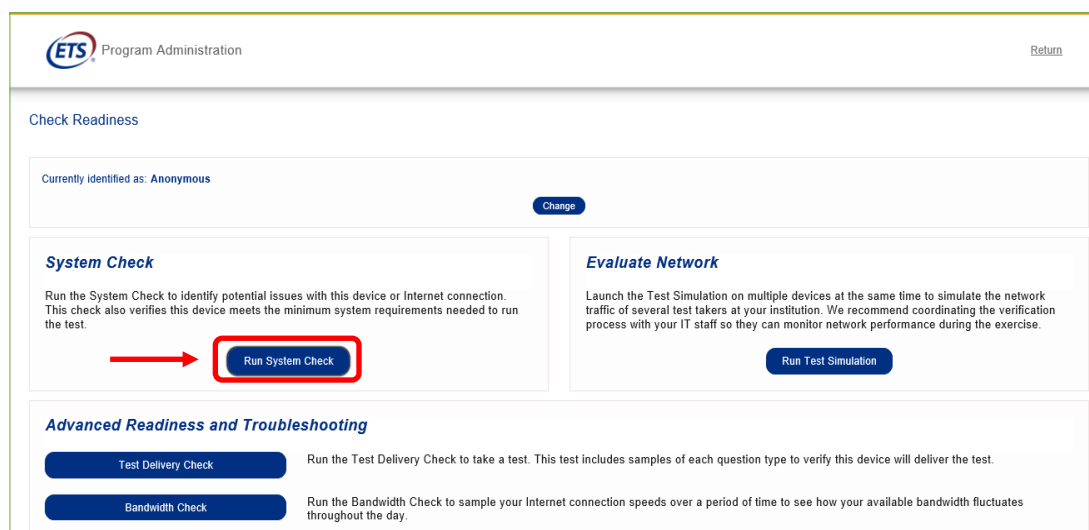 ETS Program Administration
Return
Check Readiness
Currently identified as: Anonymous
Change
System Check
Run the System Check to identify potential issues with this device or Internet connection.
This check also verifies this device meets the minimum system requirements needed to run
the test.
Run System Check
Evaluate Network
Launch the Test Simulation on multiple devices at the same time to simulate the network
traffic of several test takers at your institution. We recommend coordinating the verification
process with your IT staff so they can monitor network performance during the exercise.
Run Test Simulation
Advanced Readiness and Troubleshooting
Test Delivery Check
Run the Test Delivery Check to take a test. This test includes samples of each question type to verify this device will deliver the test.
Bandwidth Check
Run the Bandwidth Check to sample your Internet connection speeds over a period of time to see how your available bandwidth fluctuates
throughout the day.